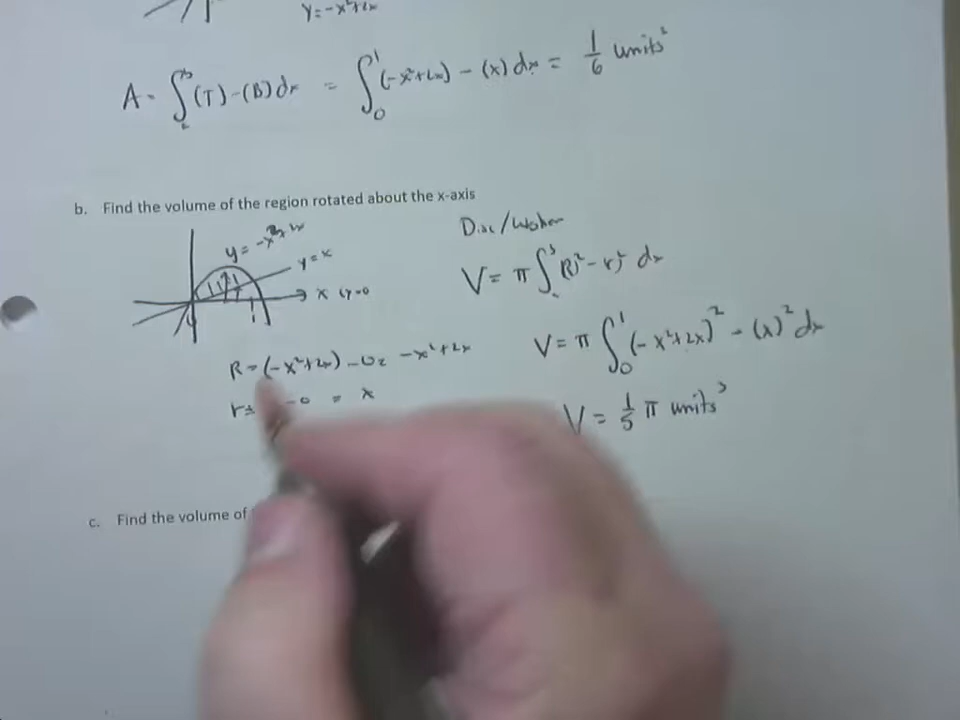 y=-x²+2x
A = ∫ (T)-(B)dx = ∫₀¹ (-x²+2x) - (x) dx = 1/6 units²
b. Find the volume of the region rotated about the x-axis
Disc/Washer
y = -x²+2x
y=x
x (y=0
V= π∫ R)² - r)² dx
R=(-x²+2x)-0= -x²+2x
V= π ∫₀¹ (-x²+2x)² - (x)² dx
r= -0 = x
V = 1/5 π units³
c. Find the volume of